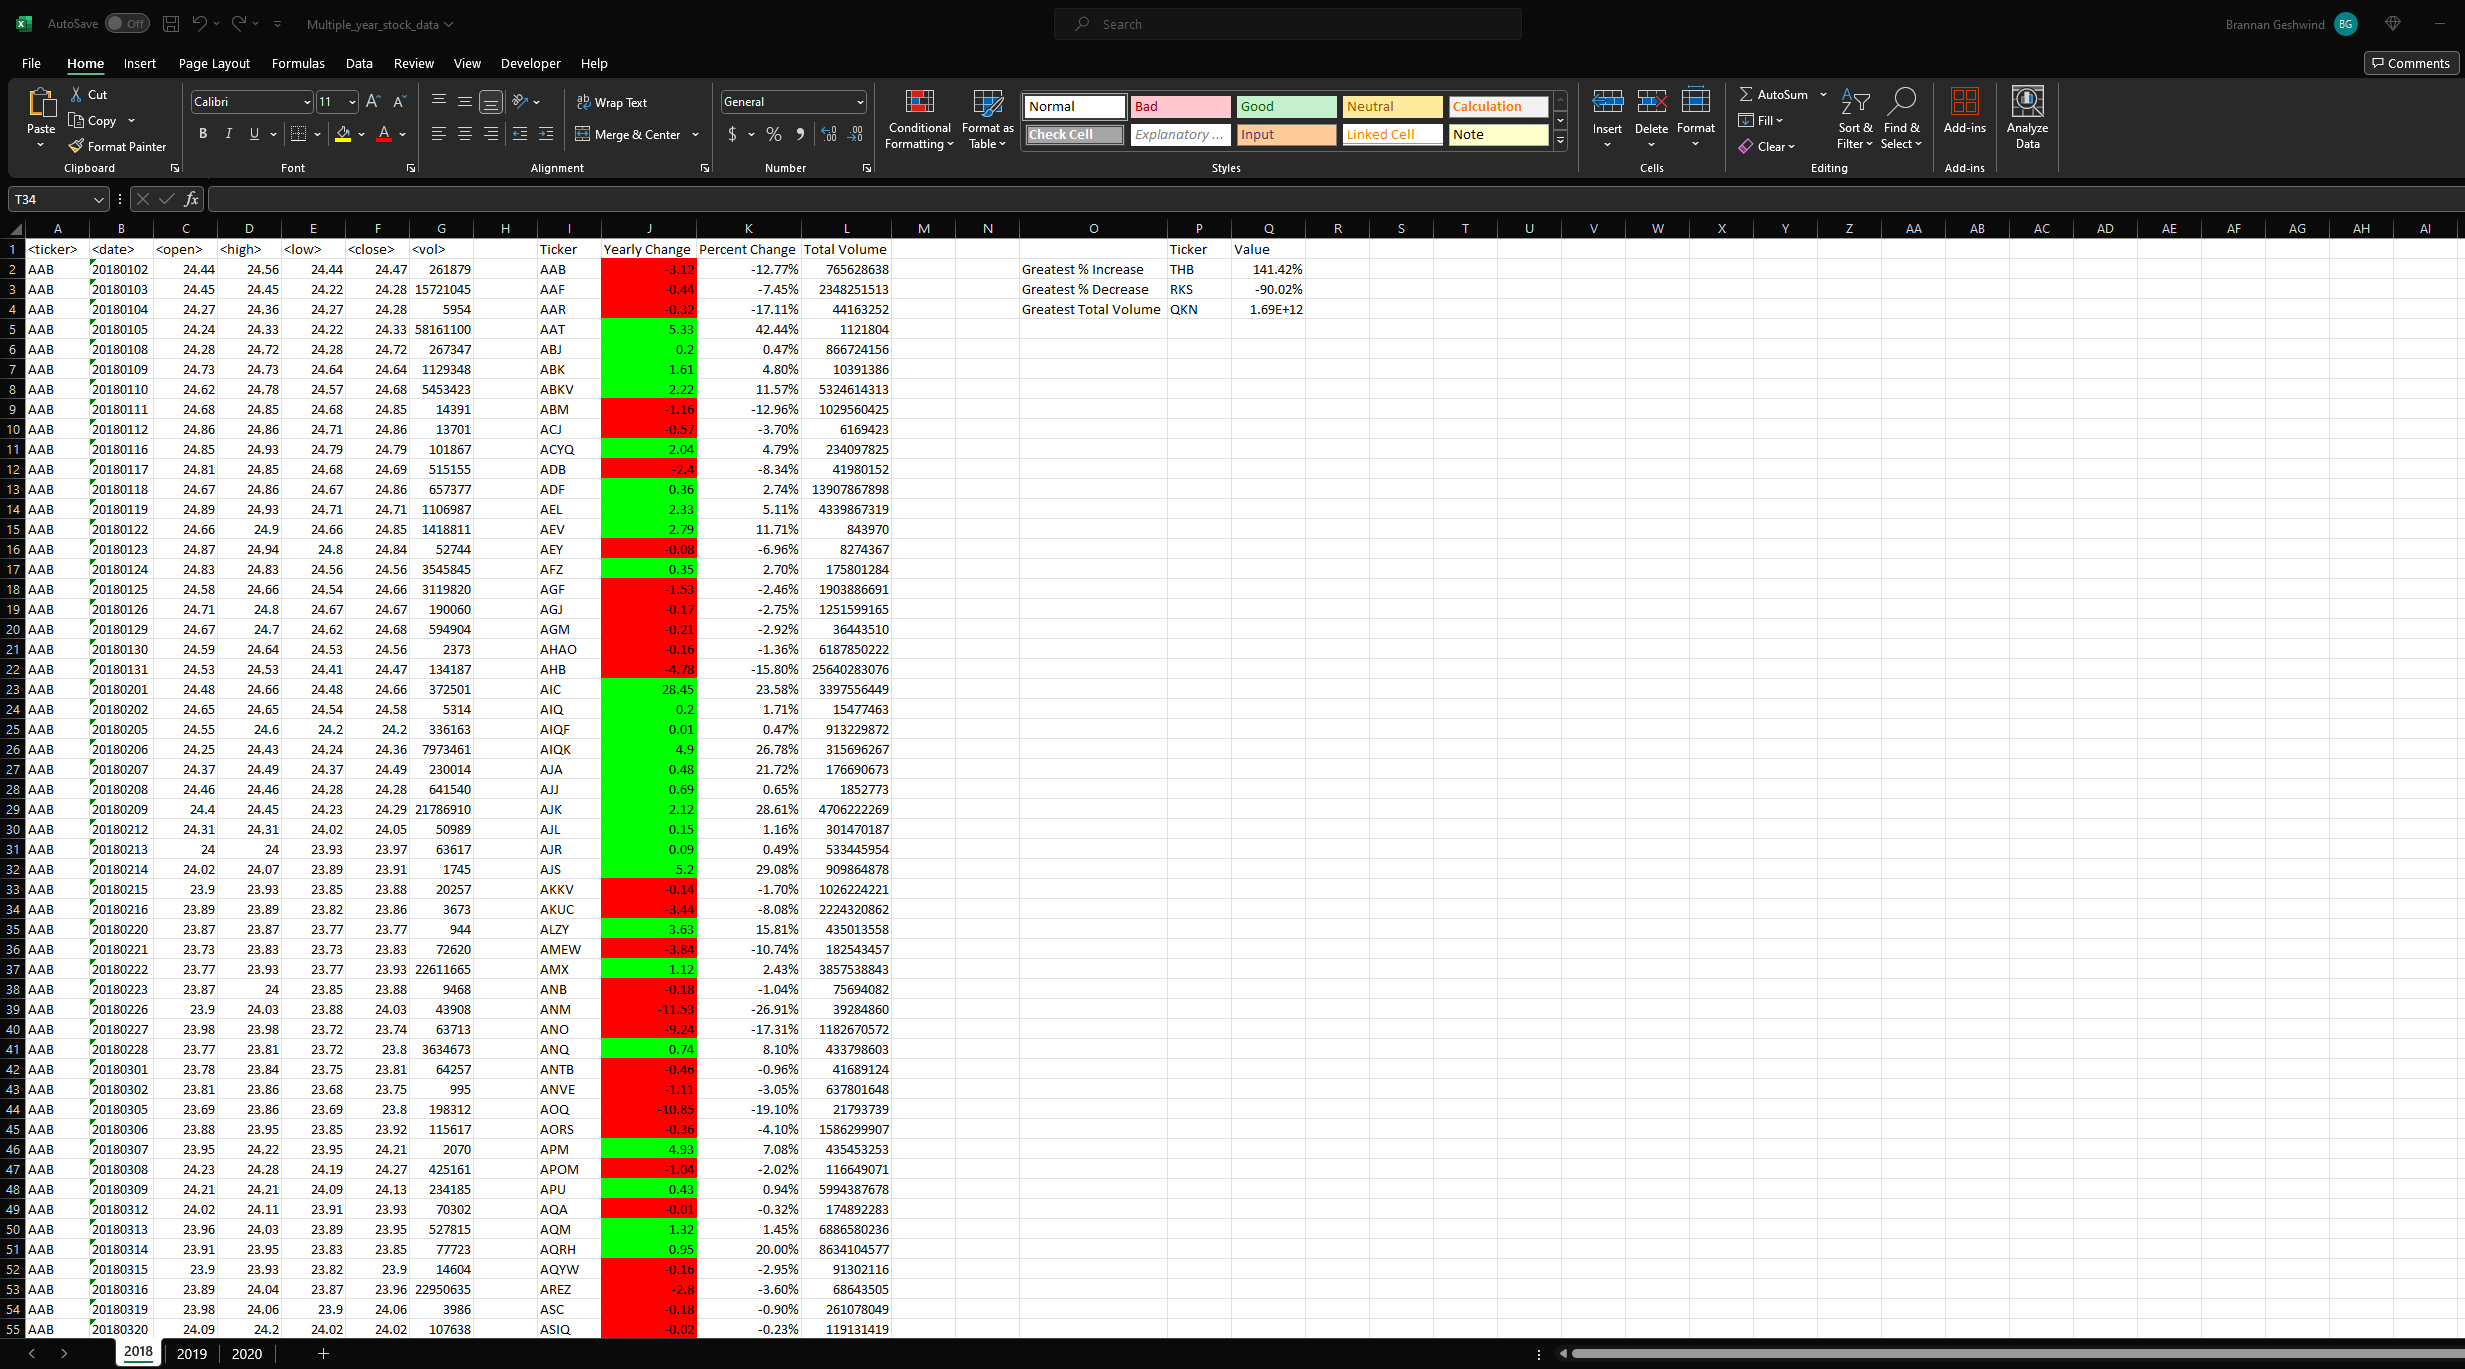 AutoSave Off Multiple_year_stock_data Search Brannan Geshwind BG
File Home Insert Page Layout Formulas Data Review View Developer Help Comments
Paste Cut Copy Format Painter Clipboard
Calibri 11 B I U A Font
Wrap Text Merge & Center Alignment
General $ % Number
Conditional Formatting Format as Table
Normal Bad Good Neutral Calculation
Check Cell Explanatory ... Input Linked Cell Note
Styles
Insert Delete Format Cells
AutoSum Fill Clear Sort & Filter Find & Select Editing
Add-ins Add-ins
Analyze Data
T34 fx
A B C D E F G H I J K L M N O P Q R S T U V W X Y Z AA AB AC AD AE AF AG AH AI
1 <ticker> <date> <open> <high> <low> <close> <vol> Ticker Yearly Change Percent Change Total Volume Ticker Value
2 AAB 20180102 24.44 24.56 24.44 24.47 261879 AAB -3.12 -12.77% 765628638 Greatest % Increase THB 141.42%
3 AAB 20180103 24.45 24.45 24.22 24.28 15721045 AAF -0.44 -7.45% 2348251513 Greatest % Decrease RKS -90.02%
4 AAB 20180104 24.27 24.36 24.27 24.28 5954 AAR -0.32 -17.11% 44163252 Greatest Total Volume QKN 1.69E+12
5 AAB 20180105 24.24 24.33 24.22 24.33 58161100 AAT 5.33 42.44% 1121804
6 AAB 20180108 24.28 24.72 24.28 24.72 267347 ABJ 0.2 0.47% 866724156
7 AAB 20180109 24.73 24.73 24.64 24.64 1129348 ABK 1.61 4.80% 10391386
8 AAB 20180110 24.62 24.78 24.57 24.68 5453423 ABKV 2.22 11.57% 5324614313
9 AAB 20180111 24.68 24.85 24.68 24.85 14391 ABM -1.16 -12.96% 1029560425
10 AAB 20180112 24.86 24.86 24.71 24.86 13701 ACJ -0.57 -3.70% 6169423
11 AAB 20180116 24.85 24.93 24.79 24.79 101867 ACYQ 2.04 4.79% 234097825
12 AAB 20180117 24.81 24.85 24.68 24.69 515155 ADB -2.4 -8.34% 41980152
13 AAB 20180118 24.67 24.86 24.67 24.86 657377 ADF 0.36 2.74% 13907867898
14 AAB 20180119 24.89 24.93 24.71 24.71 1106987 AEL 2.33 5.11% 4339867319
15 AAB 20180122 24.66 24.9 24.66 24.85 1418811 AEV 2.79 11.71% 843970
16 AAB 20180123 24.87 24.94 24.8 24.84 52744 AEY -0.08 -6.96% 8274367
17 AAB 20180124 24.83 24.83 24.56 24.56 3545845 AFZ 0.35 2.70% 175801284
18 AAB 20180125 24.58 24.66 24.54 24.66 3119820 AGF -1.53 -2.46% 1903886691
19 AAB 20180126 24.71 24.8 24.67 24.67 190060 AGJ -0.17 -2.75% 1251599165
20 AAB 20180129 24.67 24.7 24.62 24.68 594904 AGM -0.21 -2.92% 36443510
21 AAB 20180130 24.59 24.64 24.53 24.56 2373 AHAO -0.16 -1.36% 6187850222
22 AAB 20180131 24.53 24.53 24.41 24.47 134187 AHB -4.78 -15.80% 25640283076
23 AAB 20180201 24.48 24.66 24.48 24.66 372501 AIC 28.45 23.58% 3397556449
24 AAB 20180202 24.65 24.65 24.54 24.58 5314 AIQ 0.2 1.71% 15477463
25 AAB 20180205 24.55 24.6 24.2 24.2 336163 AIQF 0.01 0.47% 913229872
26 AAB 20180206 24.25 24.43 24.24 24.36 7973461 AIQK 4.9 26.78% 315696267
27 AAB 20180207 24.37 24.49 24.37 24.49 230014 AJA 0.48 21.72% 176690673
28 AAB 20180208 24.46 24.46 24.28 24.28 641540 AJJ 0.69 0.65% 1852773
29 AAB 20180209 24.4 24.45 24.23 24.29 21786910 AJK 2.12 28.61% 4706222269
30 AAB 20180212 24.31 24.31 24.02 24.05 50989 AJL 0.15 1.16% 301470187
31 AAB 20180213 24 24 23.93 23.97 63617 AJR 0.09 0.49% 533445954
32 AAB 20180214 24.02 24.07 23.89 23.91 1745 AJS 5.2 29.08% 909864878
33 AAB 20180215 23.9 23.93 23.85 23.88 20257 AKKV -0.14 -1.70% 1026224221
34 AAB 20180216 23.89 23.89 23.82 23.86 3673 AKUC -3.44 -8.08% 2224320862
35 AAB 20180220 23.87 23.87 23.77 23.77 944 ALZY 3.63 15.81% 435013558
36 AAB 20180221 23.73 23.83 23.73 23.83 72620 AMEW -3.84 -10.74% 182543457
37 AAB 20180222 23.77 23.93 23.77 23.93 22611665 AMX 1.12 2.43% 3857538843
38 AAB 20180223 23.87 24 23.85 23.88 9468 ANB -0.18 -1.04% 75694082
39 AAB 20180226 23.9 24.03 23.88 24.03 43908 ANM -11.53 -26.91% 39284860
40 AAB 20180227 23.98 23.98 23.72 23.74 63713 ANO -9.24 -17.31% 1182670572
41 AAB 20180228 23.77 23.81 23.72 23.8 3634673 ANQ 0.74 8.10% 433798603
42 AAB 20180301 23.78 23.84 23.75 23.81 64257 ANTB -0.46 -0.96% 41689124
43 AAB 20180302 23.81 23.86 23.68 23.75 995 ANVE -1.11 -3.05% 637801648
44 AAB 20180305 23.69 23.86 23.69 23.8 198312 AOQ -10.85 -19.10% 21793739
45 AAB 20180306 23.88 23.95 23.85 23.92 115617 AORS -0.36 -4.10% 1586299907
46 AAB 20180307 23.95 24.22 23.95 24.21 2070 APM 4.93 7.08% 435453253
47 AAB 20180308 24.23 24.28 24.19 24.27 425161 APOM -1.04 -2.02% 116649071
48 AAB 20180309 24.21 24.21 24.09 24.13 234185 APU 0.43 0.94% 5994387678
49 AAB 20180312 24.02 24.11 23.91 23.93 70302 AQA -0.01 -0.32% 174892283
50 AAB 20180313 23.96 24.03 23.89 23.95 527815 AQM 1.32 1.45% 6886580236
51 AAB 20180314 23.91 23.95 23.83 23.85 77723 AQRH 0.95 20.00% 8634104577
52 AAB 20180315 23.9 23.93 23.82 23.9 14604 AQYW -0.16 -2.95% 91302116
53 AAB 20180316 23.89 24.04 23.87 23.96 22950635 AREZ -2.8 -3.60% 68643505
54 AAB 20180319 23.98 24.06 23.9 24.06 3986 ASC -0.18 -0.90% 261078049
55 AAB 20180320 24.09 24.2 24.02 24.02 107638 ASIQ -0.02 -0.23% 119131419
2018 2019 2020